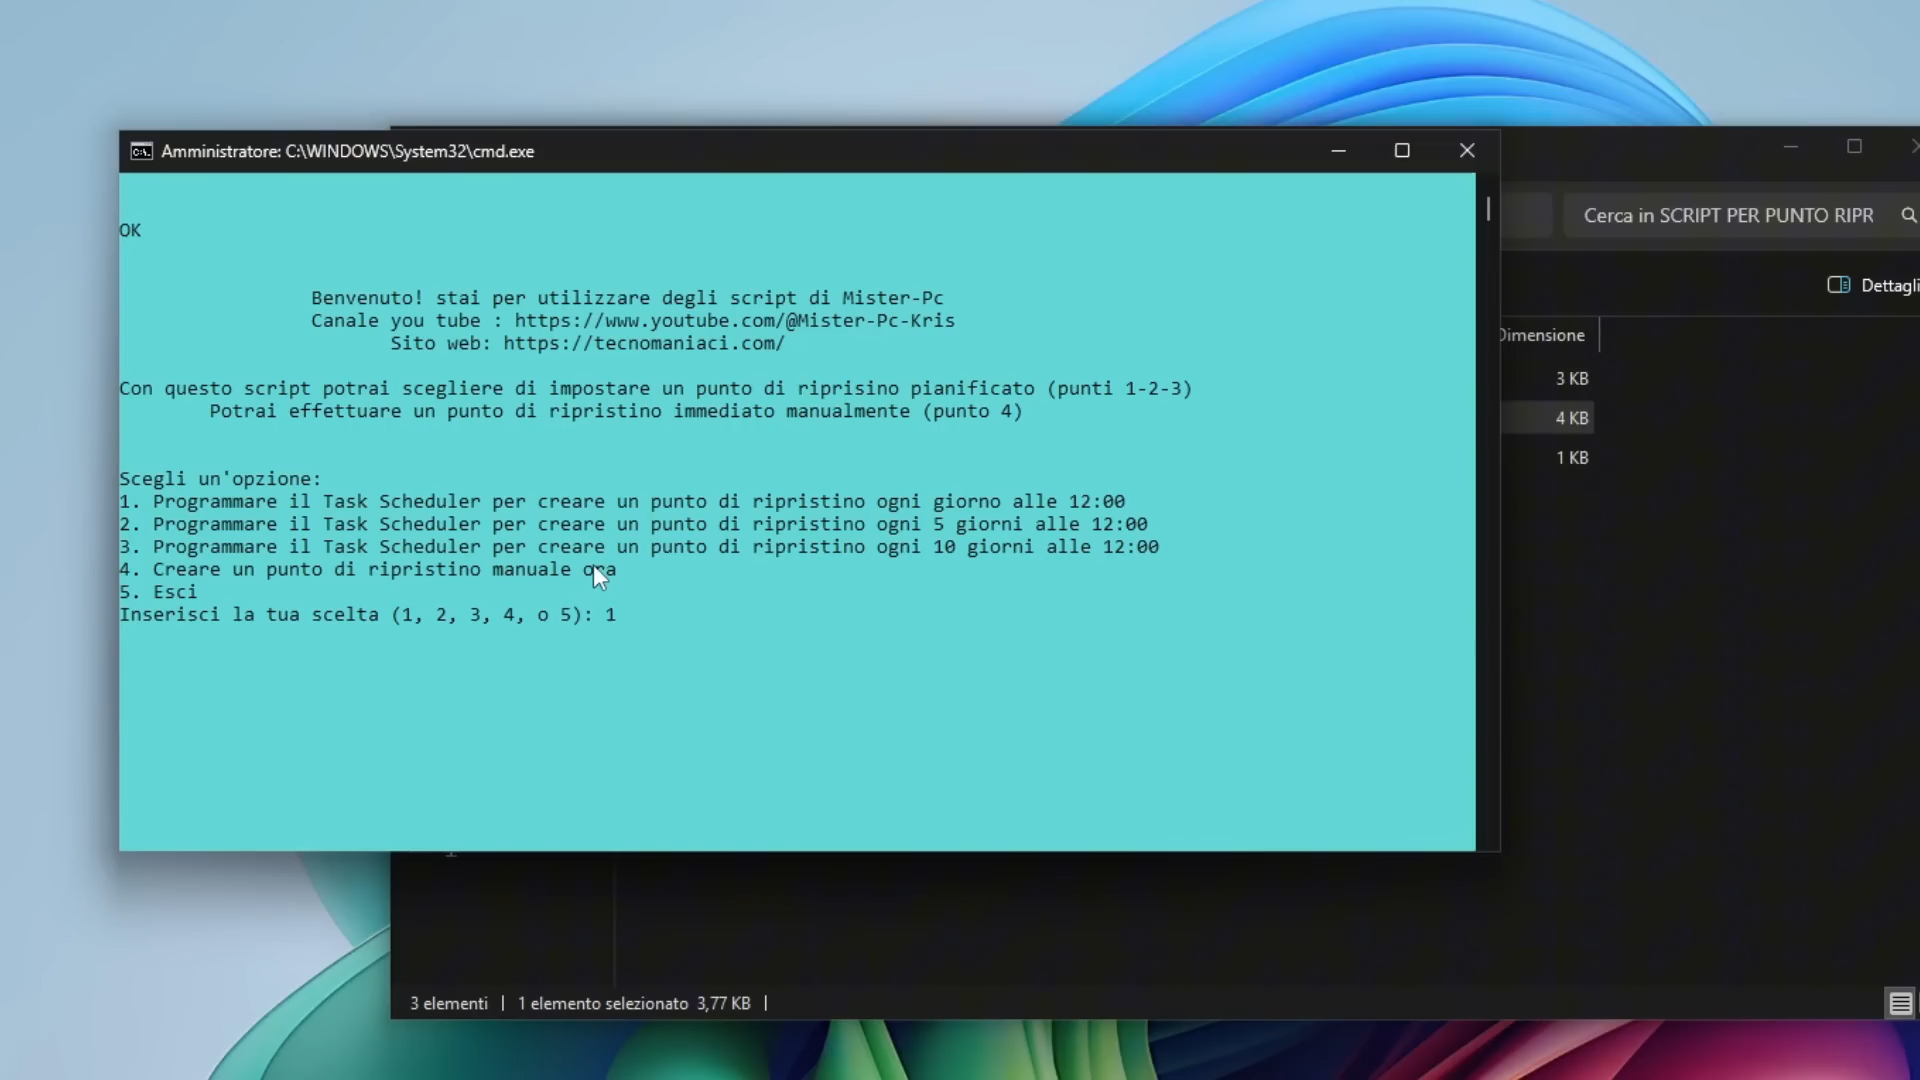 Amministratore: C:\WINDOWS\System32\cmd.exe
OK
Benvenuto! stai per utilizzare degli script di Mister-Pc
Canale you tube : https://www.youtube.com/@Mister-Pc-Kris
Sito web: https://tecnomaniaci.com/
Con questo script potrai scegliere di impostare un punto di riprisino pianificato (punti 1-2-3)
Potrai effettuare un punto di ripristino immediato manualmente (punto 4)
Scegli un'opzione:
1. Programmare il Task Scheduler per creare un punto di ripristino ogni giorno alle 12:00
2. Programmare il Task Scheduler per creare un punto di ripristino ogni 5 giorni alle 12:00
3. Programmare il Task Scheduler per creare un punto di ripristino ogni 10 giorni alle 12:00
4. Creare un punto di ripristino manuale ora
5. Esci
Inserisci la tua scelta (1, 2, 3, 4, o 5): 1
Cerca in SCRIPT PER PUNTO RIPR
Dettagli
Dimensione
3 KB
4 KB
1 KB
3 elementi | 1 elemento selezionato 3,77 KB |